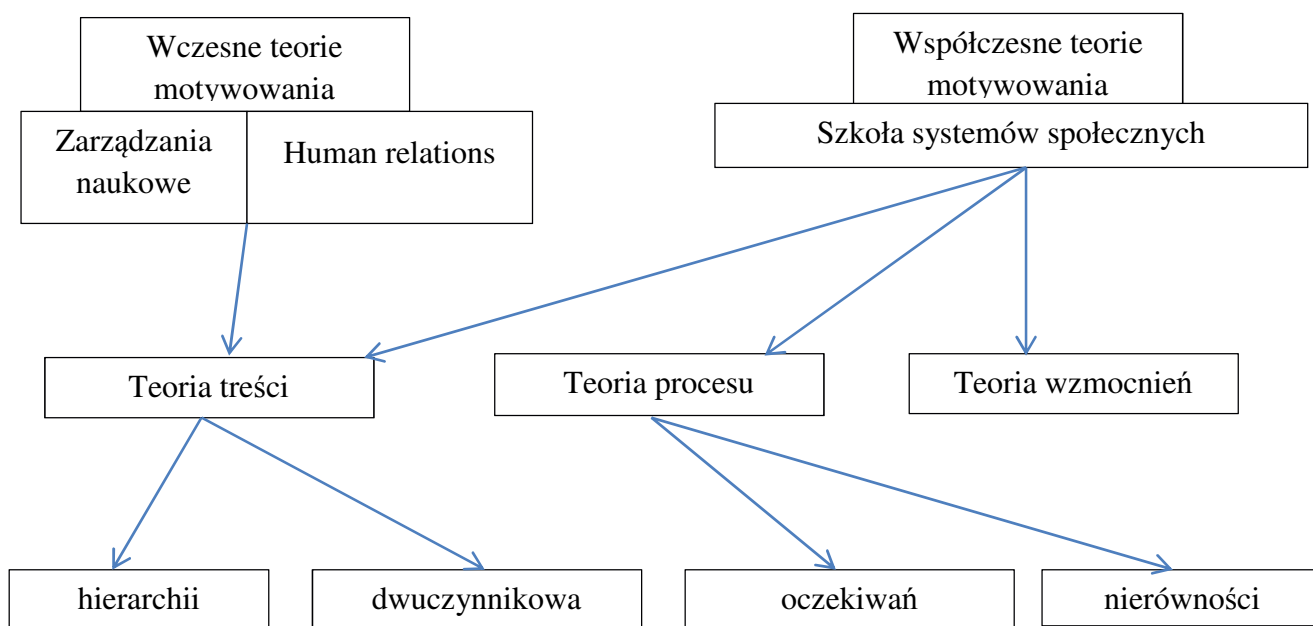 Wczesne teorie
motywowania
Współczesne teorie
motywowania
Zarządzania
naukowe
Human relations
Szkoła systemów społecznych
Teoria treści
Teoria procesu
Teoria wzmocnień
hierarchii
dwuczynnikowa
oczekiwań
nierówności